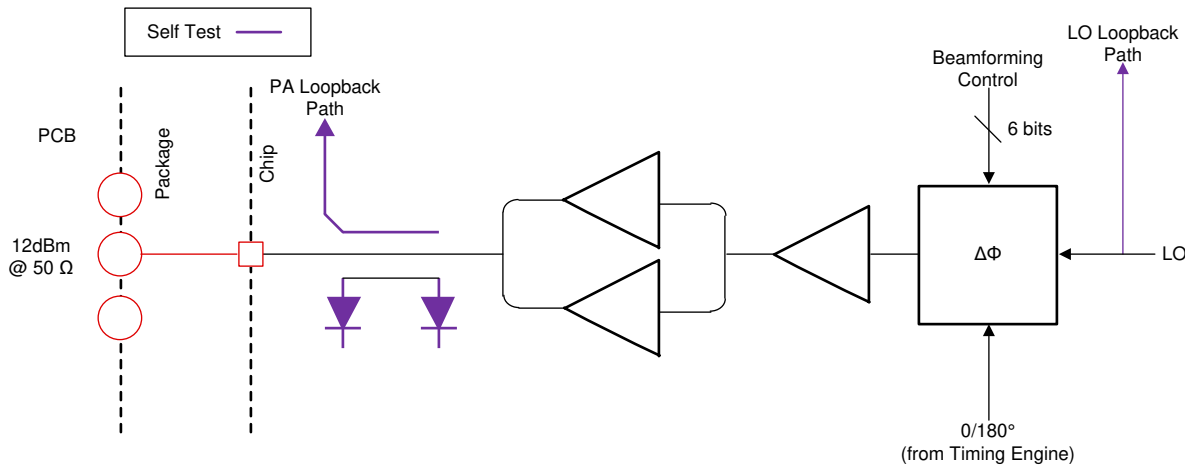 Self Test
PA Loopback
Path
LO Loopback
Path
Beamforming
Control
6 bits
PCB
Package
Chip
12dBm
@ 50 Ω
ΔΦ
LO
0/180°
(from Timing Engine)